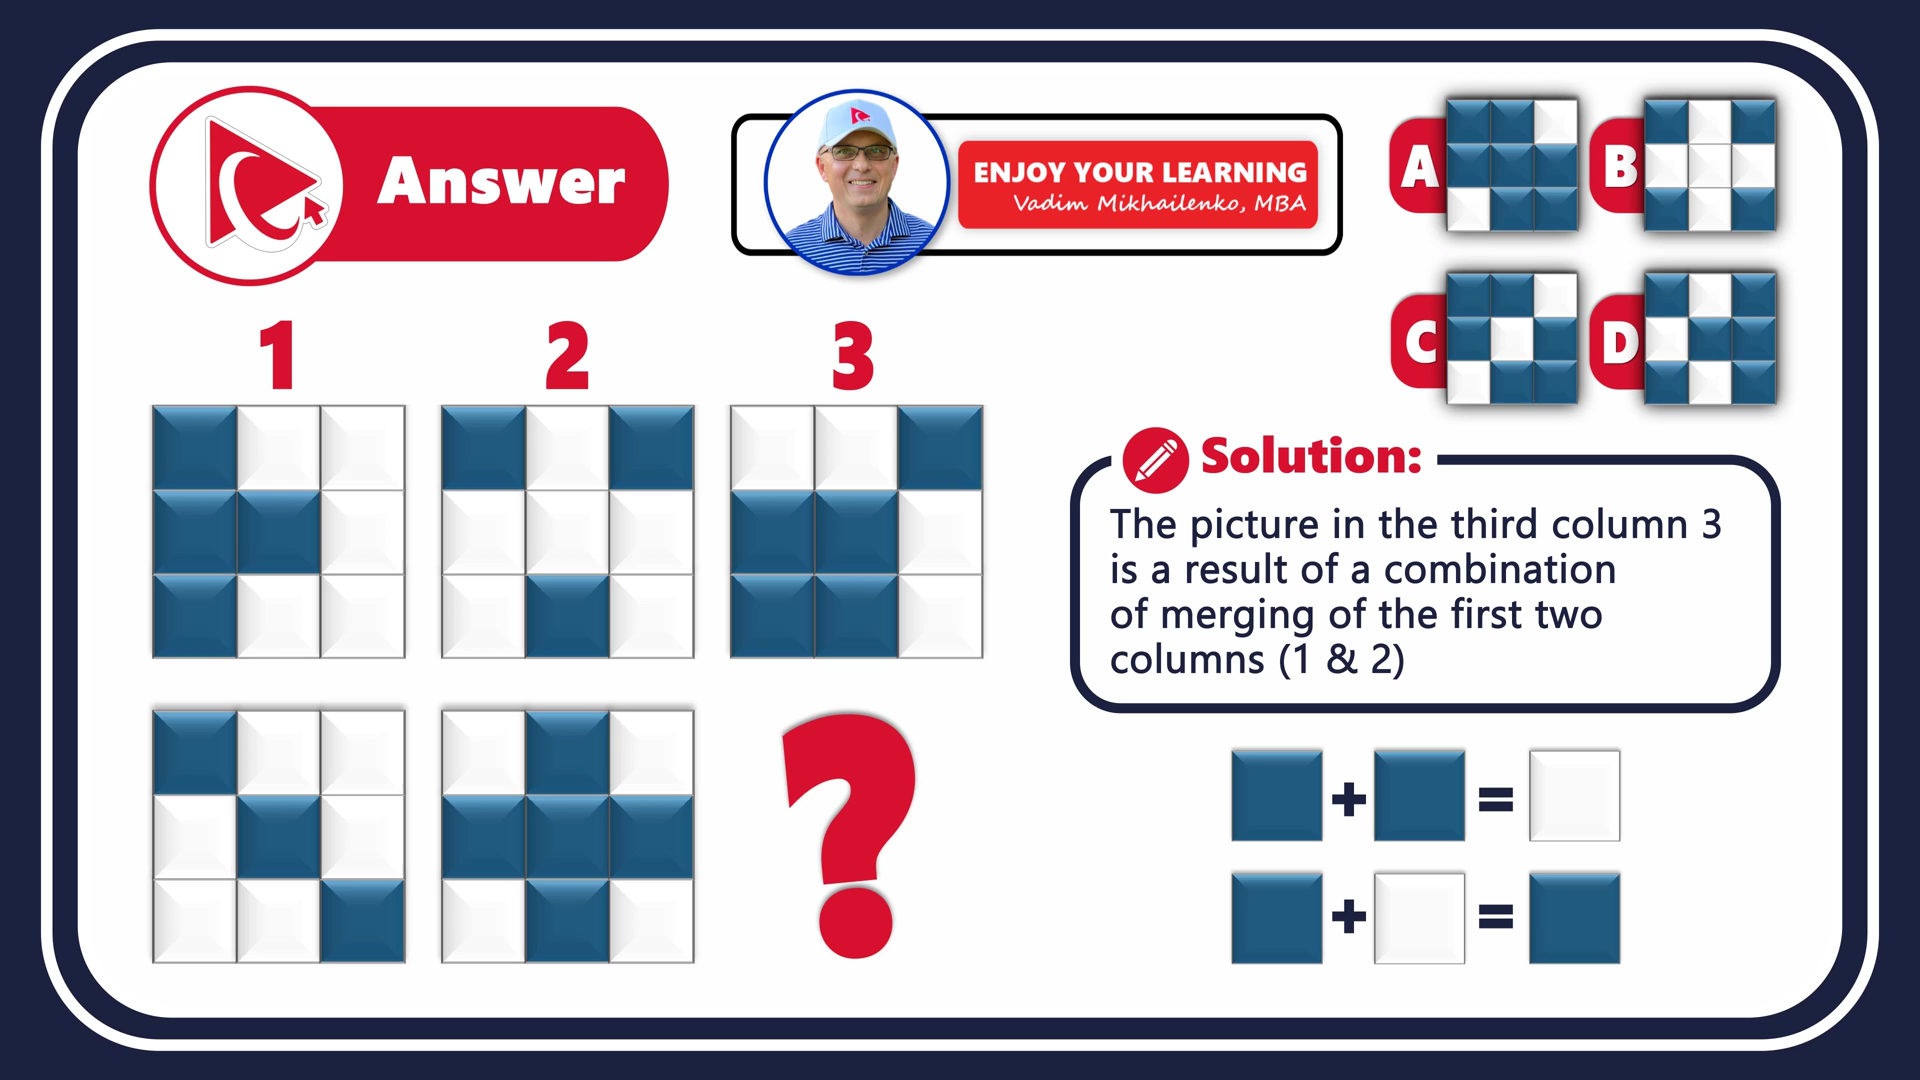 Answer
ENJOY YOUR LEARNING
Vadim Mikhailenko, MBA
A
B
C
D
1
2
3
Solution:
The picture in the third column 3
is a result of a combination
of merging of the first two
columns (1 & 2)
?
+ =
+ =